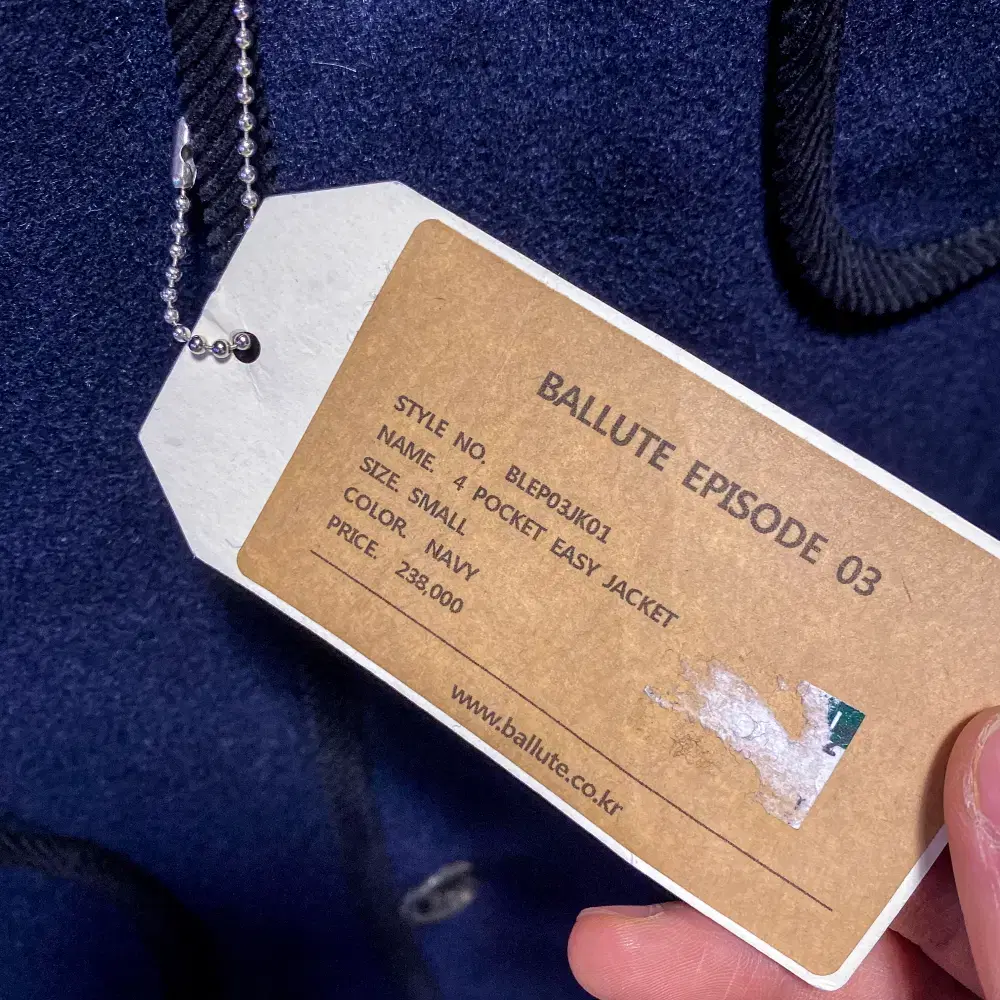 BALLUTE EPISODE 03
STYLE NO. BLEP03JK01
NAME. 4 POCKET EASY JACKET
SIZE. SMALL
COLOR. NAVY
PRICE. 238,000
www.ballute.co.kr